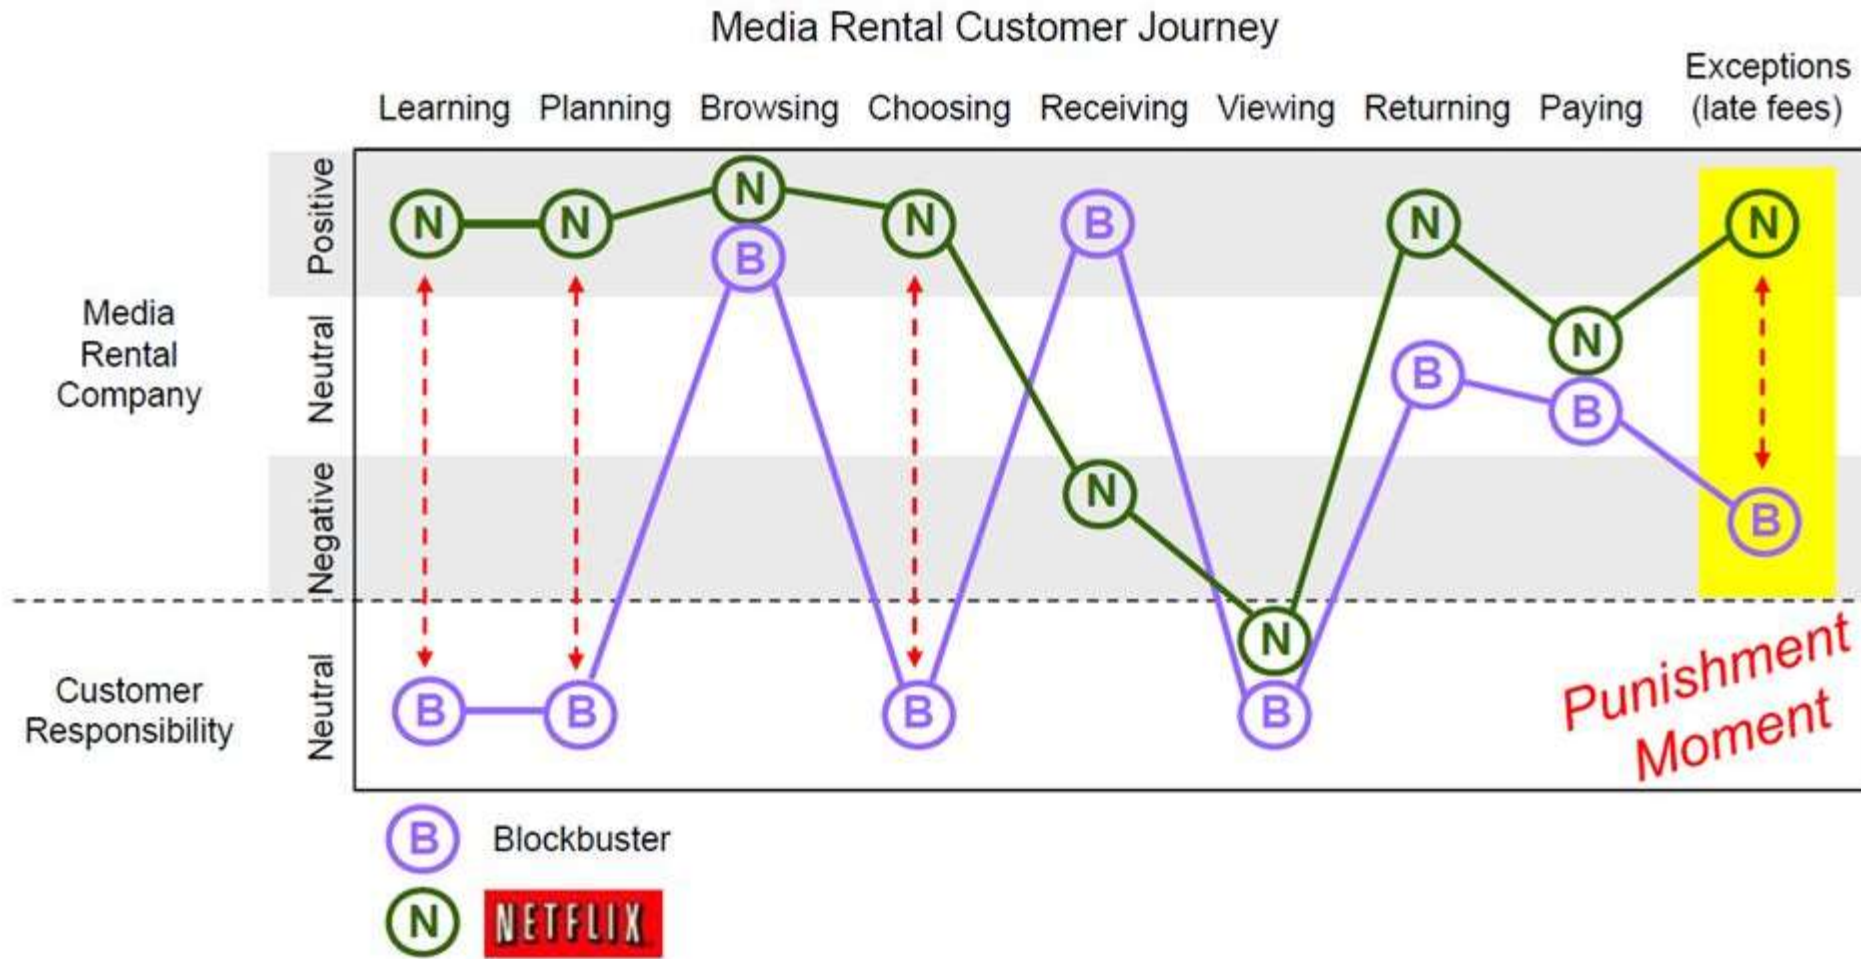 Media Rental Customer Journey
Exceptions
Learning Planning Browsing Choosing Receiving Viewing Returning Paying (late fees)
Positive
N N N N B N N
B
Media
Rental
Company
Neutral
N
B
B
Negative
N
B
Customer
Responsibility
Neutral
N
B B B B
Punishment
Moment
B Blockbuster
N NETFLIX